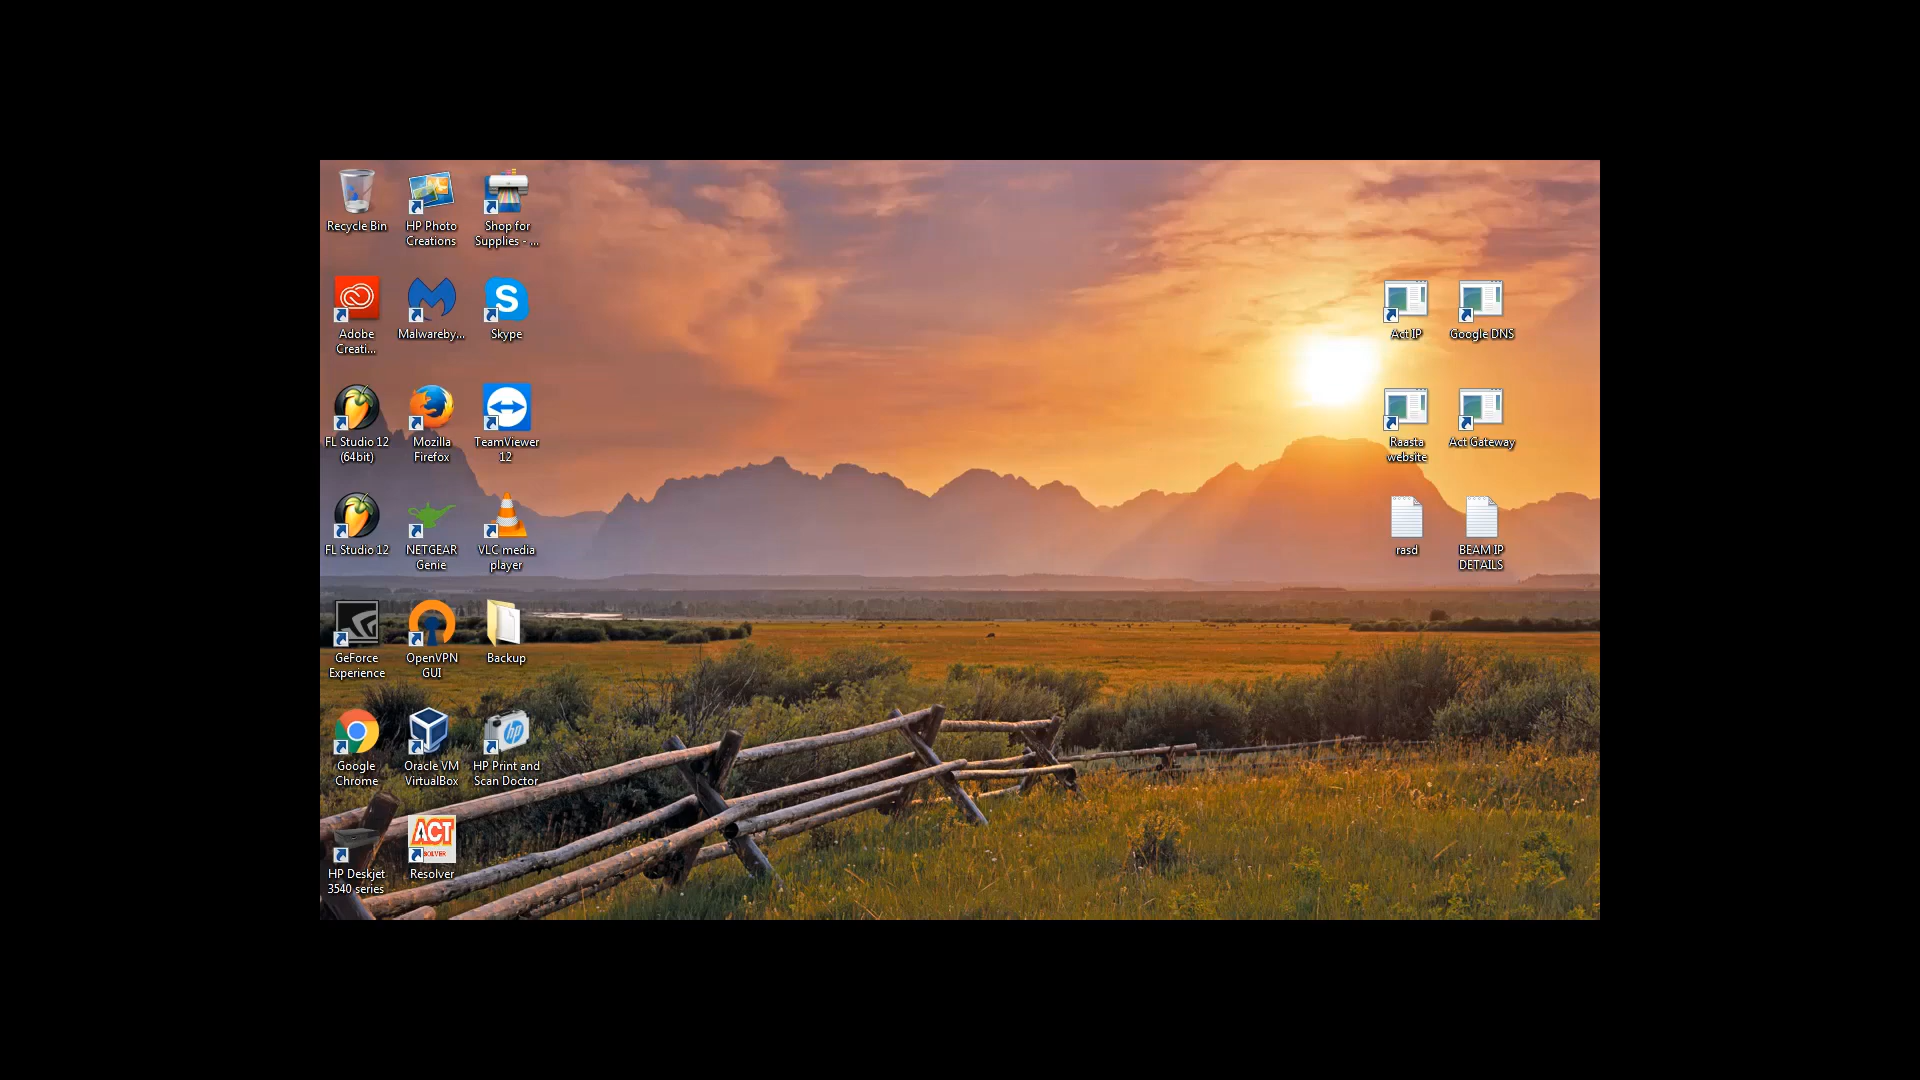 Recycle Bin
HP Photo
Creations
Shop for
Supplies - ...
Adobe
Creati...
Malwareby...
Skype
FL Studio 12
(64bit)
Mozilla
Firefox
TeamViewer
12
FL Studio 12
NETGEAR
Genie
VLC media
player
GeForce
Experience
OpenVPN
GUI
Backup
Google
Chrome
Oracle VM
VirtualBox
hp
HP Print and
Scan Doctor
HP Deskjet
3540 series
ACT
Resolver
Act IP
Google DNS
Raasta
website
Act Gateway
rasd
BEAM IP
DETAILS